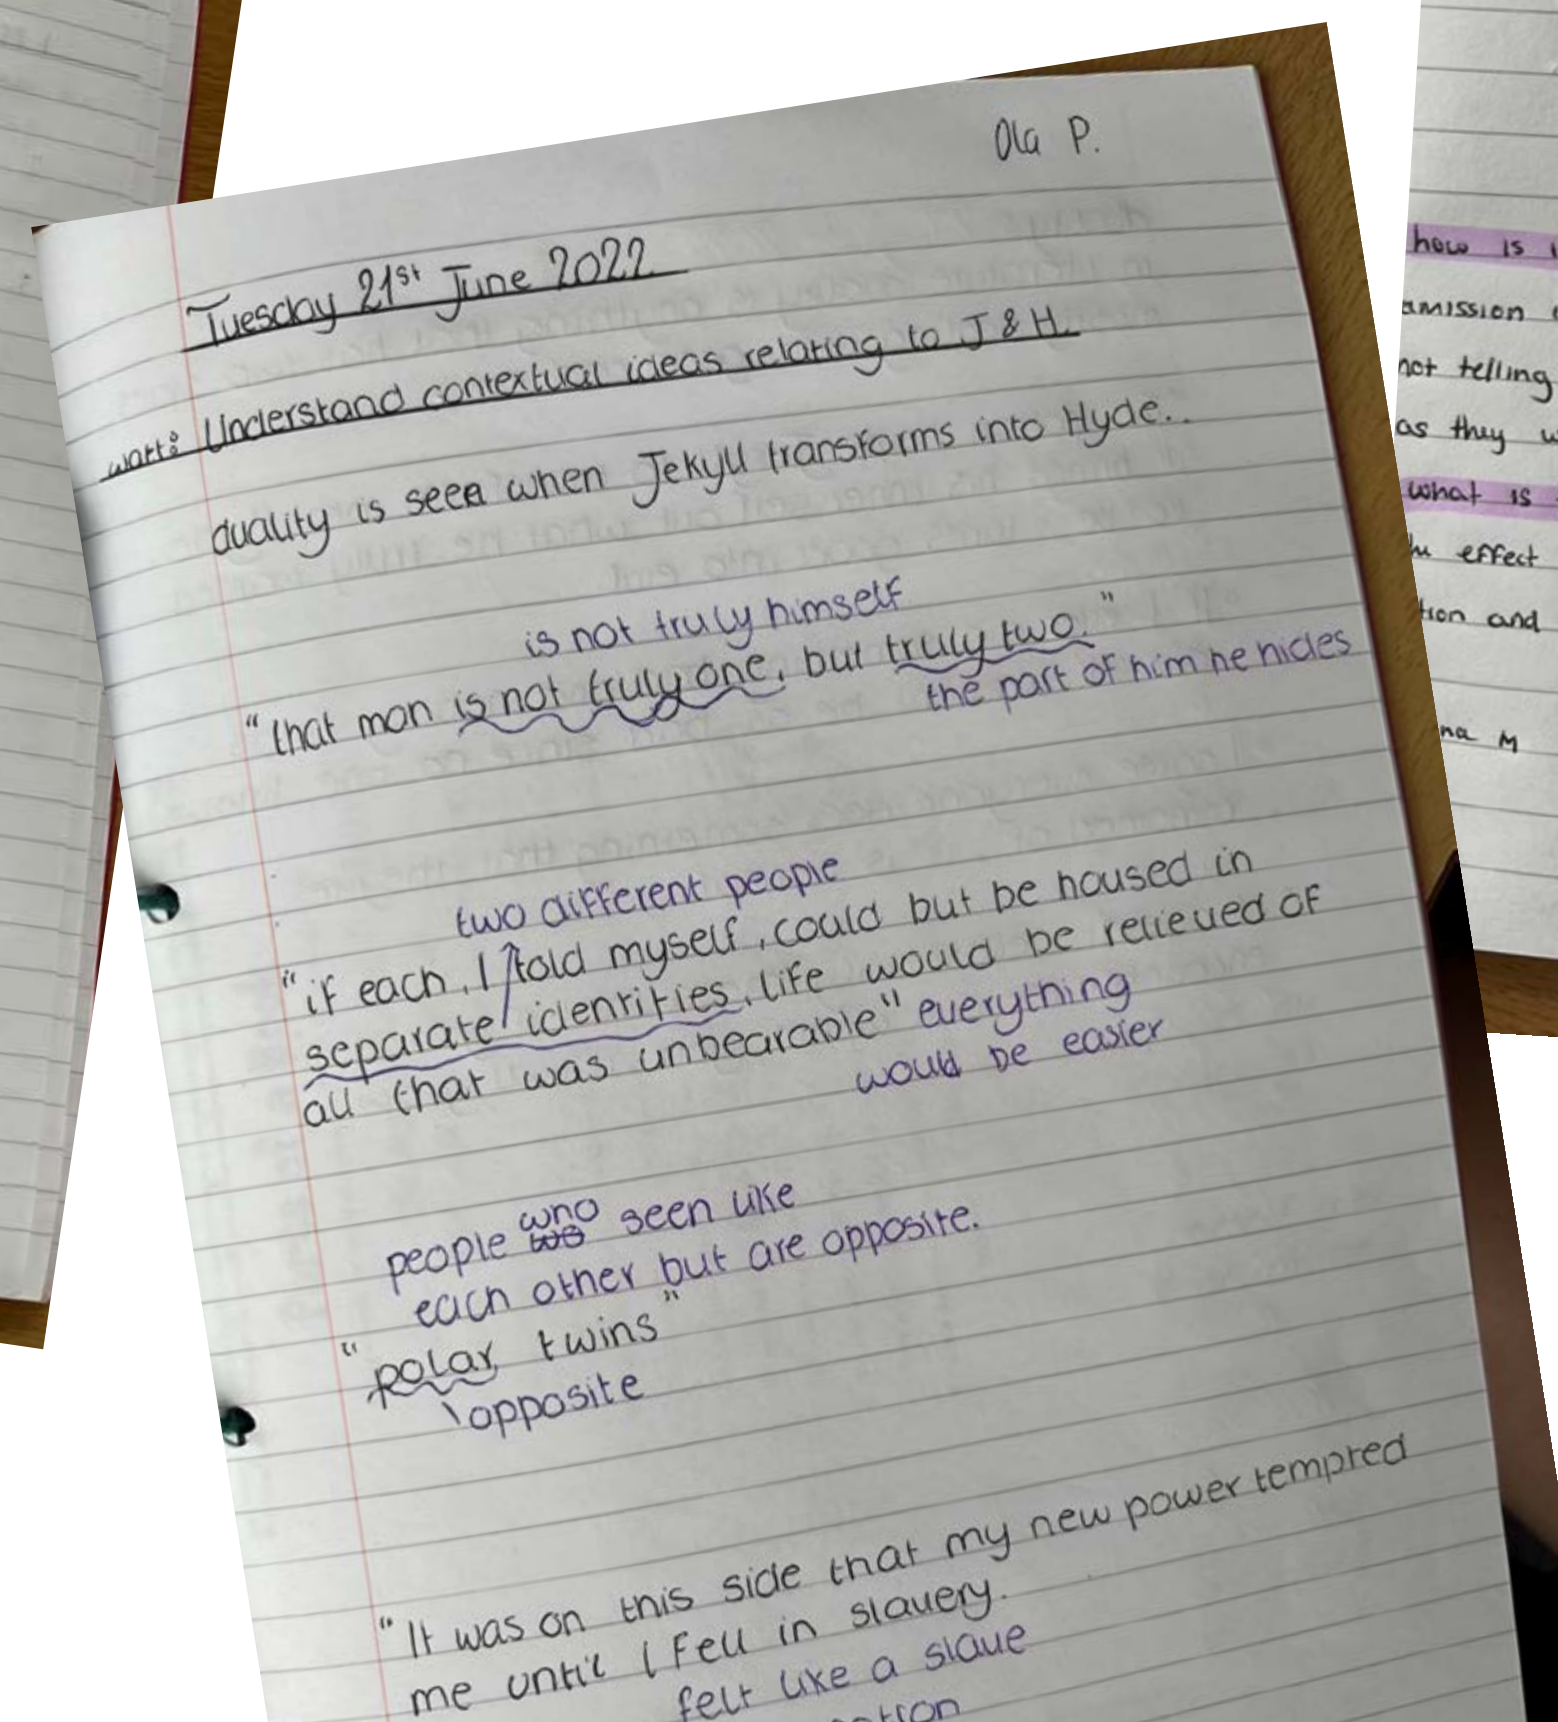 Ola P.
Tuesday 21st June 2022
WALT: Understand contextual ideas relating to J & H.
duality is seen when Jekyll transforms into Hyde..
is not truly himself
"that man is not truly one, but truly two."
the part of him he hides
two different people
"if each, I told myself, could but be housed in
separate identities, life would be relieved of
all that was unbearable" everything
would be easier
people who seen like
each other but are opposite.
"polar twins"
opposite
"It was on this side that my new power tempted
me until I fell in slavery.
felt like a slave
how is
not telling
as they
what is
effect
tion and
M